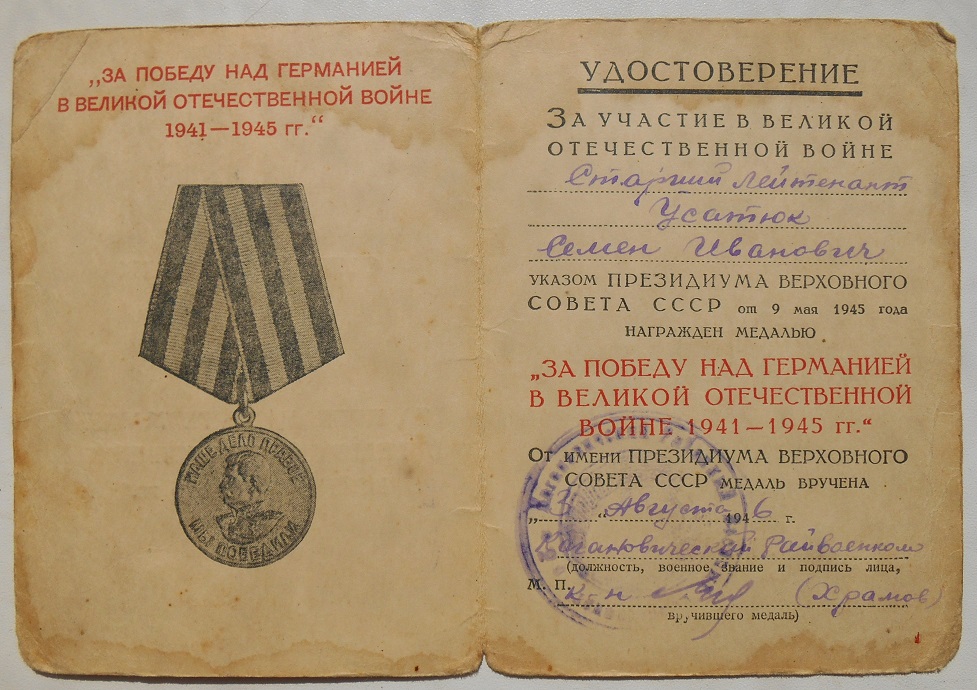 „ЗА ПОБЕДУ НАД ГЕРМАНИЕЙ
В ВЕЛИКОЙ ОТЕЧЕСТВЕННОЙ ВОЙНЕ
1941—1945 гг.“
НАШЕ ДЕЛО ПРАВОЕ
МЫ ПОБЕДИЛИ
УДОСТОВЕРЕНИЕ
ЗА УЧАСТИЕ В ВЕЛИКОЙ
ОТЕЧЕСТВЕННОЙ ВОЙНЕ
Старший лейтенант
Усатюк
Семен Иванович
УКАЗОМ ПРЕЗИДИУМА ВЕРХОВНОГО
СОВЕТА СССР от 9 мая 1945 года
НАГРАЖДЕН МЕДАЛЬЮ
„ЗА ПОБЕДУ НАД ГЕРМАНИЕЙ
В ВЕЛИКОЙ ОТЕЧЕСТВЕННОЙ
ВОЙНЕ 1941—1945 гг.“
ОТ ИМЕНИ ПРЕЗИДИУМА ВЕРХОВНОГО
СОВЕТА СССР МЕДАЛЬ ВРУЧЕНА
„3“ Августа 1946 г.
Кагановический Райвоенком
(должность, военное звание и подпись лица,
М. П. к-н (Храмов)
вручившего медаль)